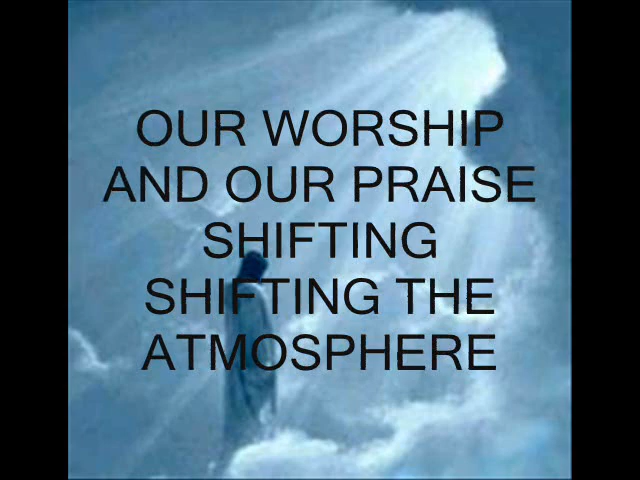 OUR WORSHIP
AND OUR PRAISE
SHIFTING
SHIFTING THE
ATMOSPHERE